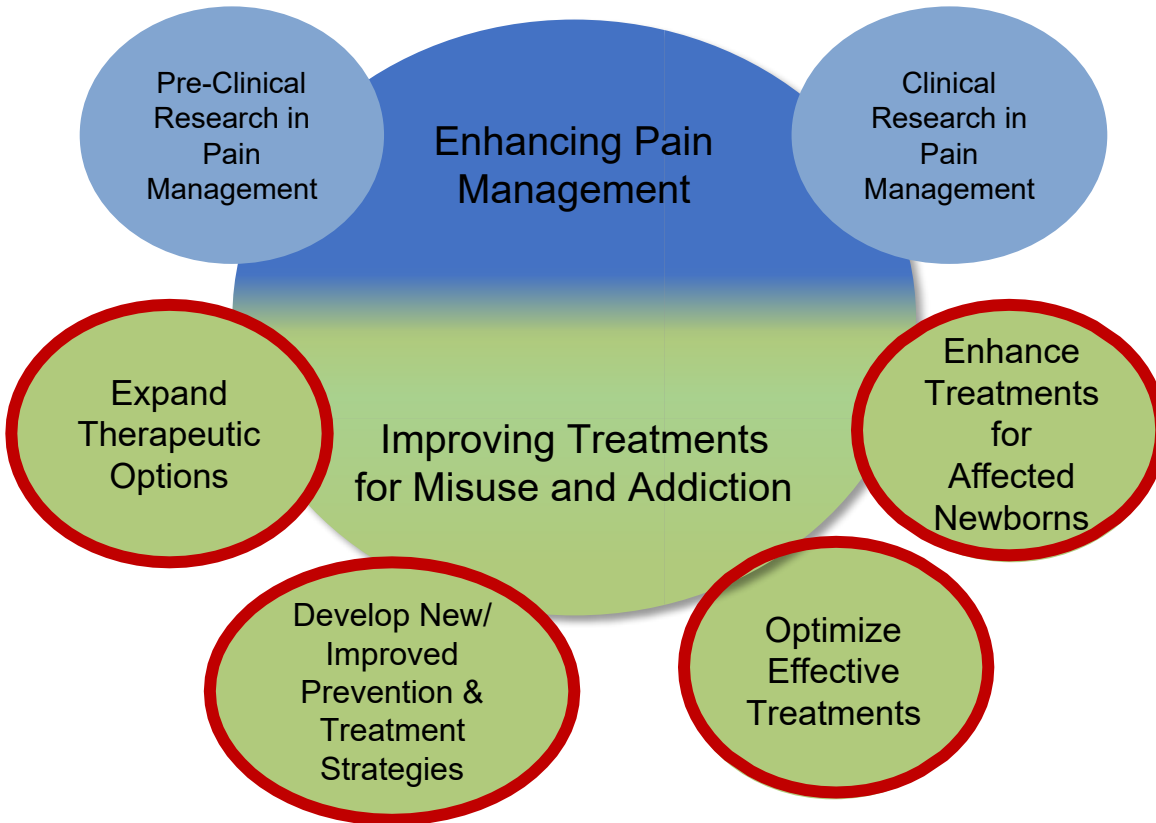 Pre-Clinical
Research in
Pain
Management
Enhancing Pain
Management
Clinical
Research in
Pain
Management
Expand
Therapeutic
Options
Improving Treatments
for Misuse and Addiction
Enhance
Treatments
for
Affected
Newborns
Develop New/
Improved
Prevention &
Treatment
Strategies
Optimize
Effective
Treatments